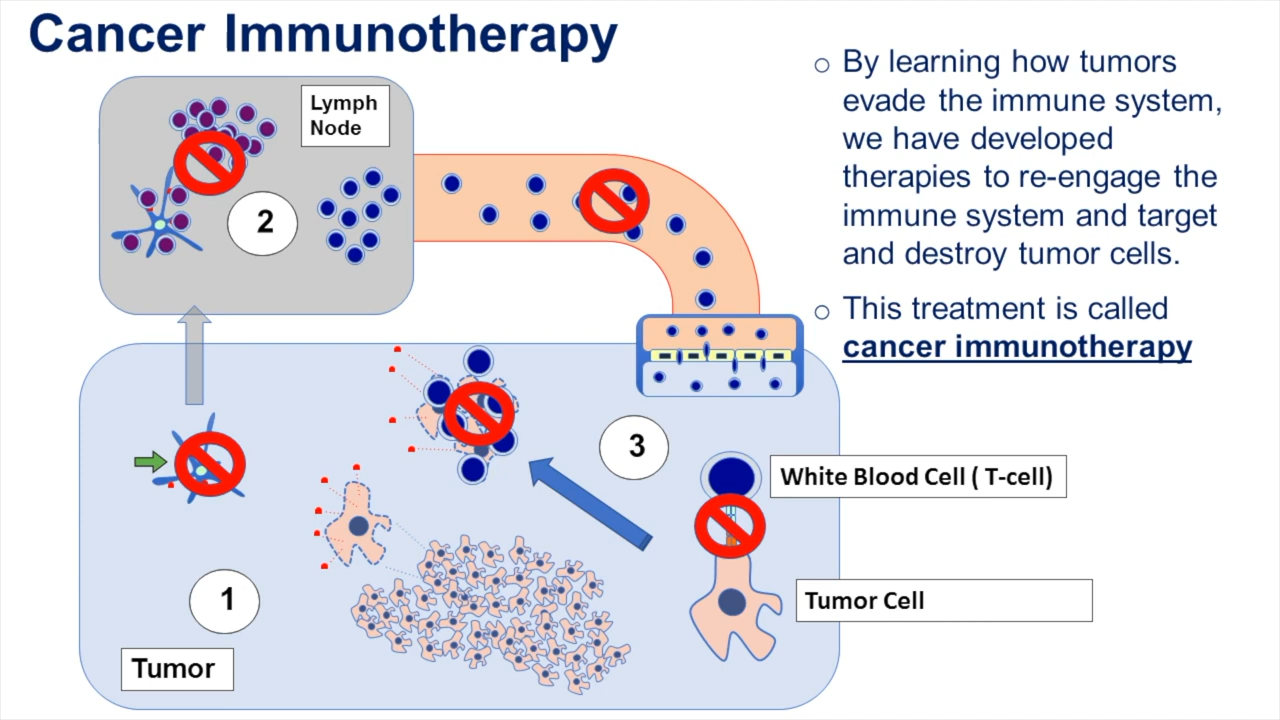 Cancer Immunotherapy
Lymph
Node
2
3
1
White Blood Cell ( T-cell)
Tumor Cell
Tumor
o By learning how tumors
evade the immune system,
we have developed
therapies to re-engage the
immune system and target
and destroy tumor cells.
o This treatment is called
cancer immunotherapy